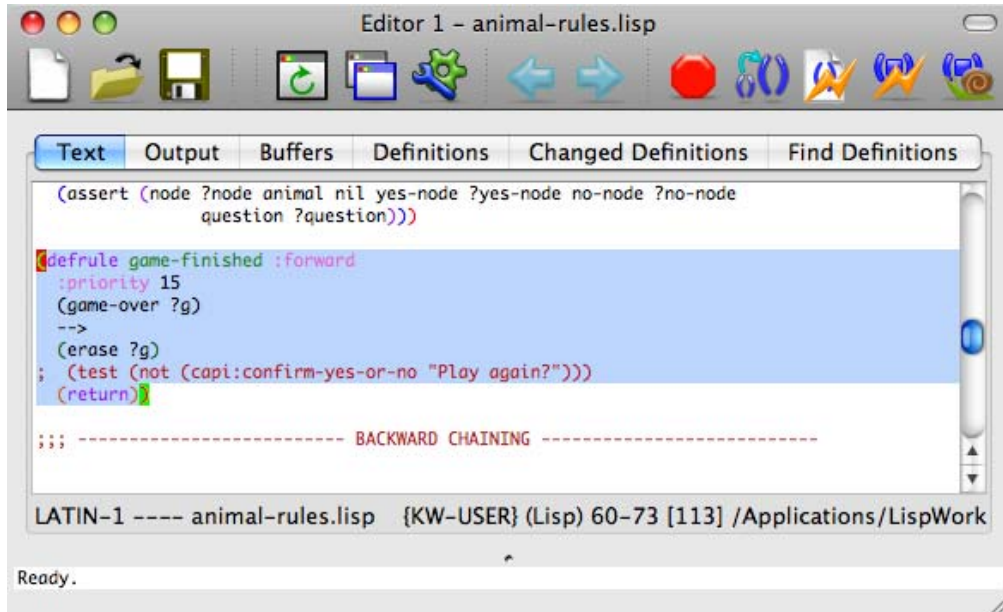 Editor 1 - animal-rules.lisp
Text Output Buffers Definitions Changed Definitions Find Definitions
(assert (node ?node animal nil yes-node ?yes-node no-node ?no-node
question ?question)))
(defrule game-finished :forward
:priority 15
(game-over ?g)
-->
(erase ?g)
; (test (not (capi:confirm-yes-or-no "Play again?")))
(return))
;;; -------------------------- BACKWARD CHAINING ---------------------------
LATIN-1 ---- animal-rules.lisp {KW-USER} (Lisp) 60-73 [113] /Applications/LispWork
Ready.